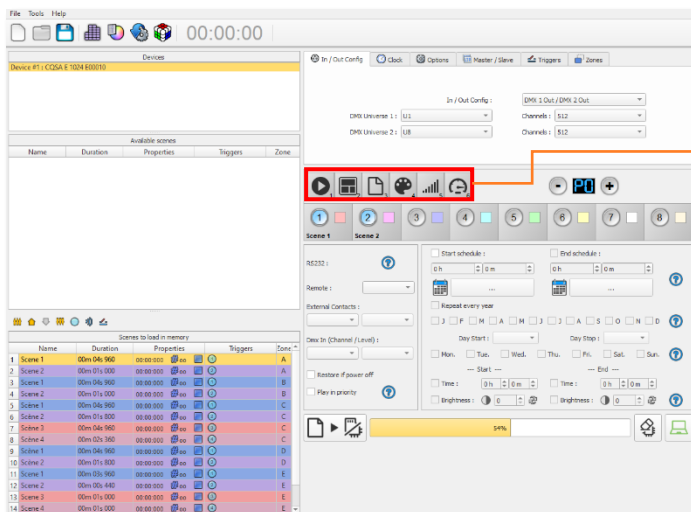 File Tools Help
00:00:00
Devices
Device #1 : CQSA E 1024 E00010
Available scenes
Name Duration Properties Triggers Zone
Scenes to load in memory
Name Duration Properties Triggers Zone
1 Scene 1 00m 04s 960 00:00:000 A
2 Scene 2 00m 01s 000 00:00:000 A
3 Scene 1 00m 04s 960 00:00:000 B
4 Scene 2 00m 01s 000 00:00:000 B
5 Scene 1 00m 04s 960 00:00:000 C
6 Scene 2 00m 01s 800 00:00:000 C
7 Scene 3 00m 04s 960 00:00:000 C
8 Scene 4 00m 02s 360 00:00:000 C
9 Scène 1 00m 04s 960 00:00:000 D
10 Scène 2 00m 01s 800 00:00:000 D
11 Scene 1 00m 03s 960 00:00:000 E
12 Scene 2 00m 00s 440 00:00:000 E
13 Scene 3 00m 01s 000 00:00:000 E
14 Scene 4 00m 01s 000 00:00:000 E
In / Out Config Clock Options Master / Slave Triggers Zones
In / Out Config : DMX 1 Out / DMX 2 Out
DMX Universe 1 : U1 Channels : 512
DMX Universe 2 : U8 Channels : 512
1 2 3 4 5 6
P0
1 2 3 4 5 6 7 8
Scene 1 Scene 2
RS232 :
Remote :
External Contacts :
Dmx In (Channel / Level) :
Restore if power off
Play in priority
Start schedule : End schedule :
0 h 0 m 0 h 0 m
... ...
Repeat every year
J F M A M J J A S O N D
Day Start : Day Stop :
Mon. Tue. Wed. Thu. Fri. Sat. Sun.
--- Start --- --- End ---
Time : 0 h 0 m Time : 0 h 0 m
Brightness : 0 Brightness : 0
54%